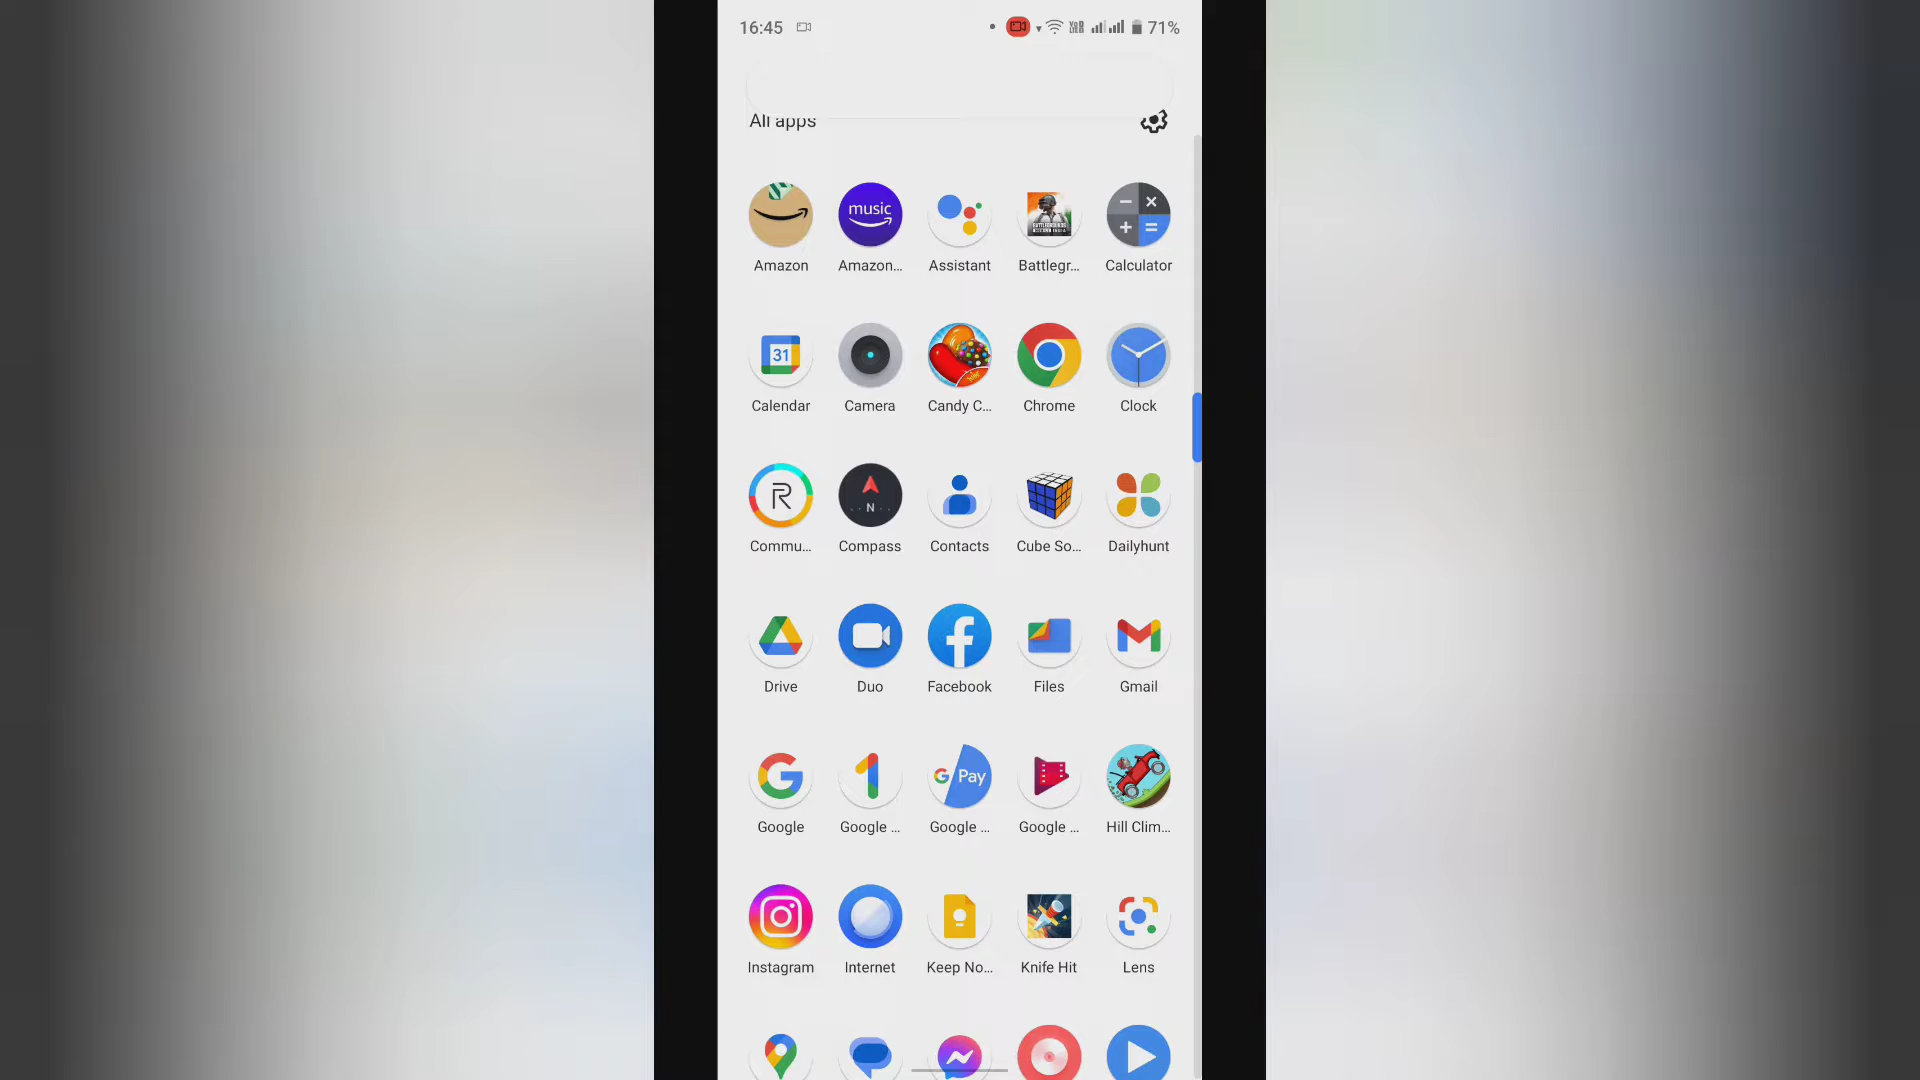 16:45 71%
All apps
music
Amazon Amazon... Assistant Battlegr... Calculator
31
Calendar Camera Candy C... Chrome Clock
R N
Commu... Compass Contacts Cube So... Dailyhunt
Drive Duo Facebook Files Gmail
G Pay
Google Google ... Google ... Google ... Hill Clim...
Instagram Internet Keep No... Knife Hit Lens